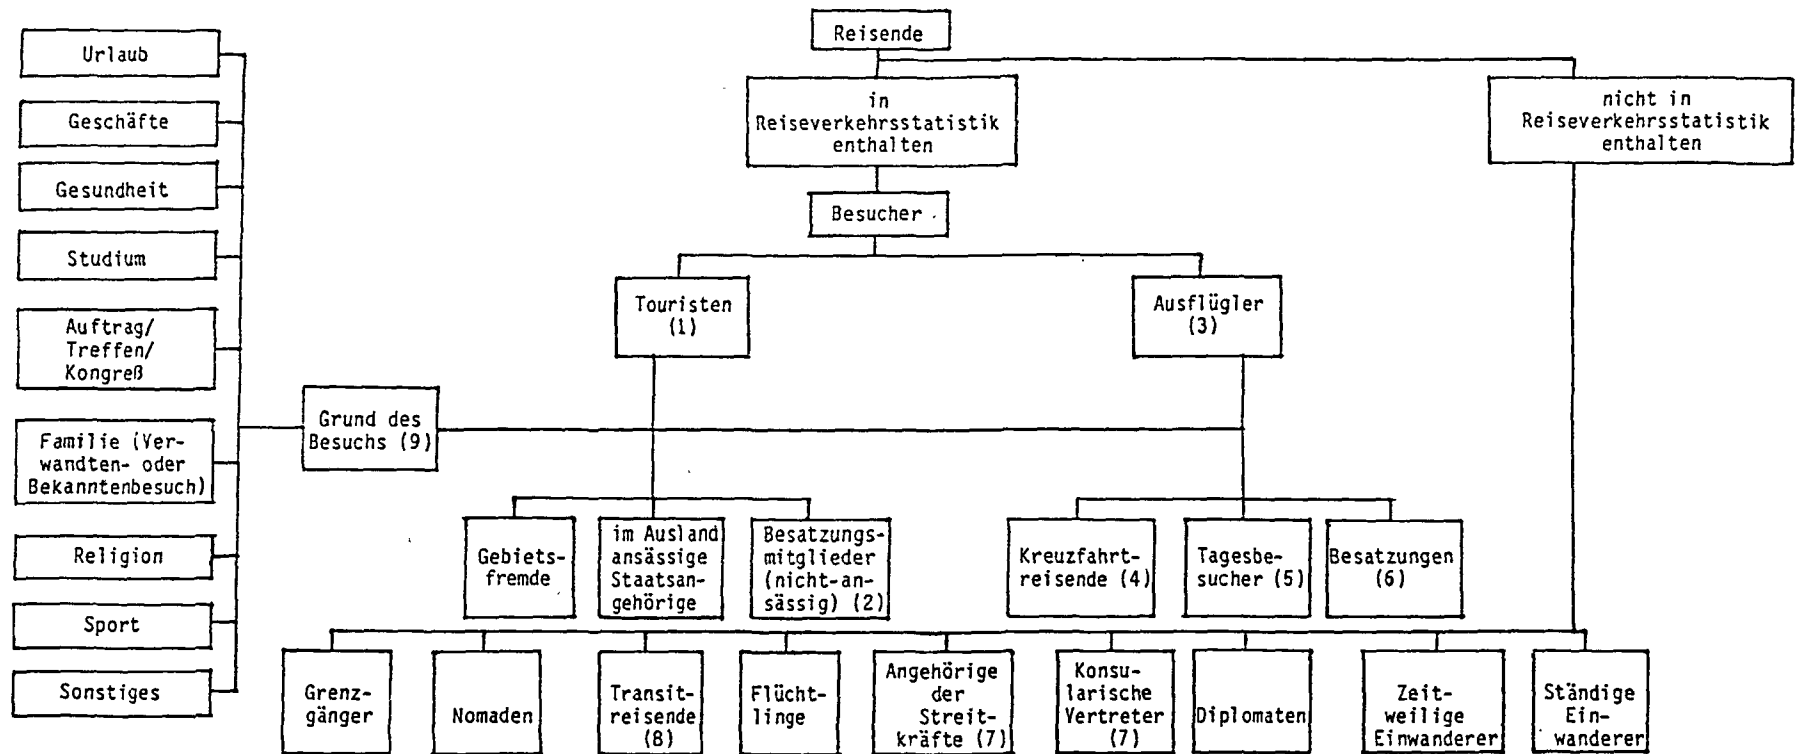 Reisende
in
Reiseverkehrsstatistik
enthalten
nicht in
Reiseverkehrsstatistik
enthalten
Besucher
Touristen
(1)
Ausflügler
(3)
Urlaub
Geschäfte
Gesundheit
Studium
Auftrag/
Treffen/
Kongreß
Familie (Ver-
wandten- oder
Bekanntenbesuch)
Religion
Sport
Sonstiges
Grund des
Besuchs (9)
Gebiets-
fremde
im Ausland
ansässige
Staatsan-
gehörige
Besatzungs-
mitglieder
(nicht-an-
sässig) (2)
Kreuzfahrt-
reisende (4)
Tagesbe-
sucher (5)
Besatzungen
(6)
Grenz-
gänger
Nomaden
Transit-
reisende
(8)
Flücht-
linge
Angehörige
der
Streit-
kräfte (7)
Konsu-
larische
Vertreter
(7)
Diplomaten
Zeit-
weilige
Einwanderer
Ständige
Ein-
wanderer